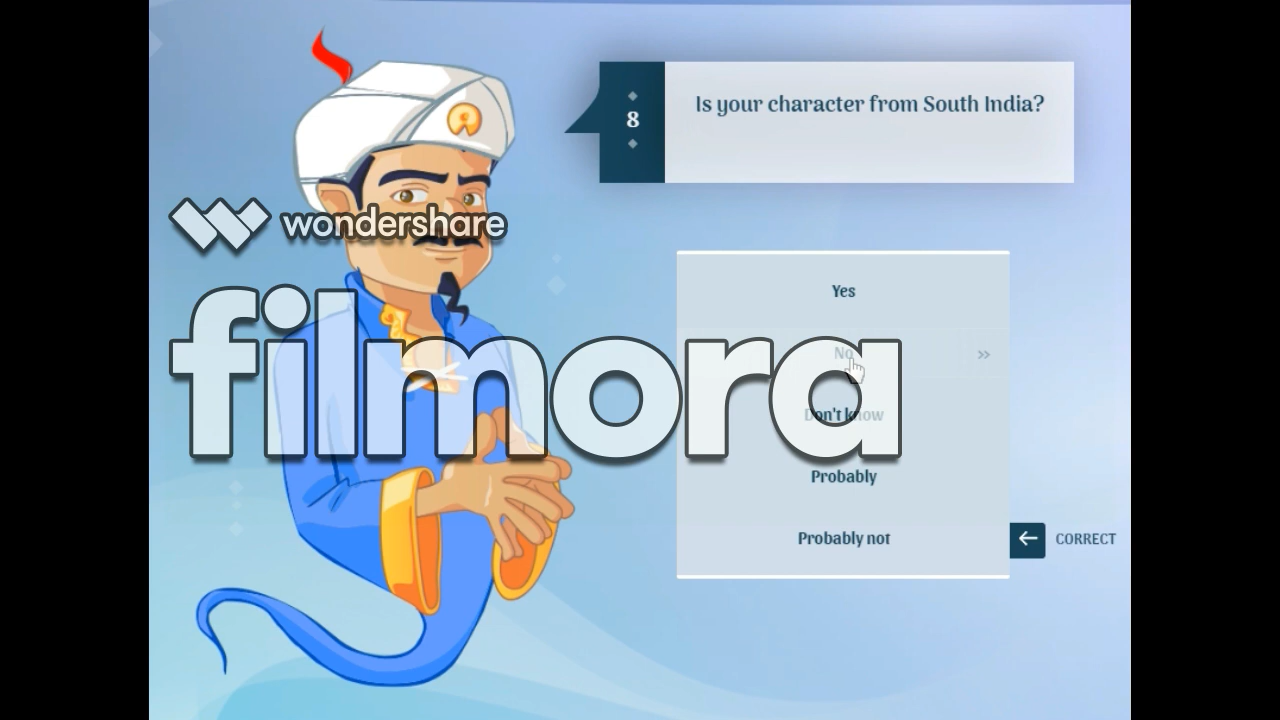 8
Is your character from South India?
wondershare
filmora
Yes
No
Don't know
Probably
Probably not
CORRECT